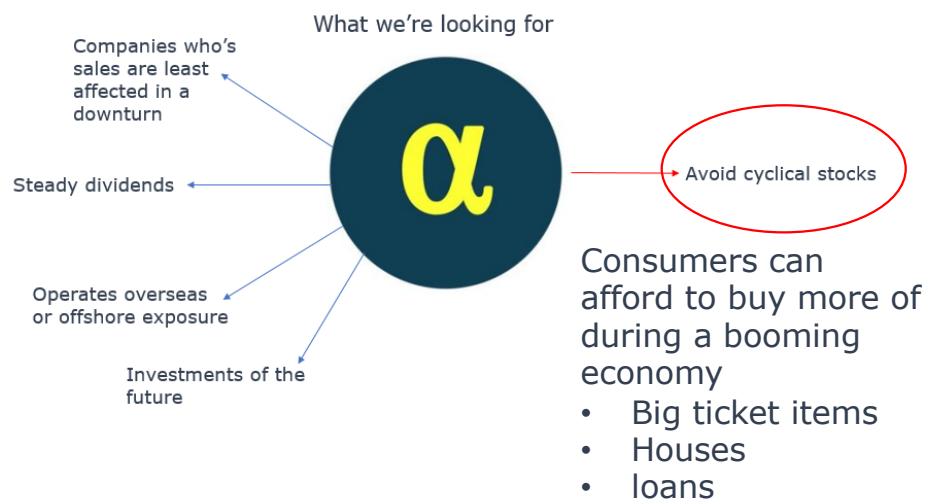 What we’re looking for
Companies who’s
sales are least
affected in a
downturn
Steady dividends
Operates overseas
or offshore exposure
Investments of the
future
α
Avoid cyclical stocks
Consumers can
afford to buy more of
during a booming
economy
• Big ticket items
• Houses
• loans